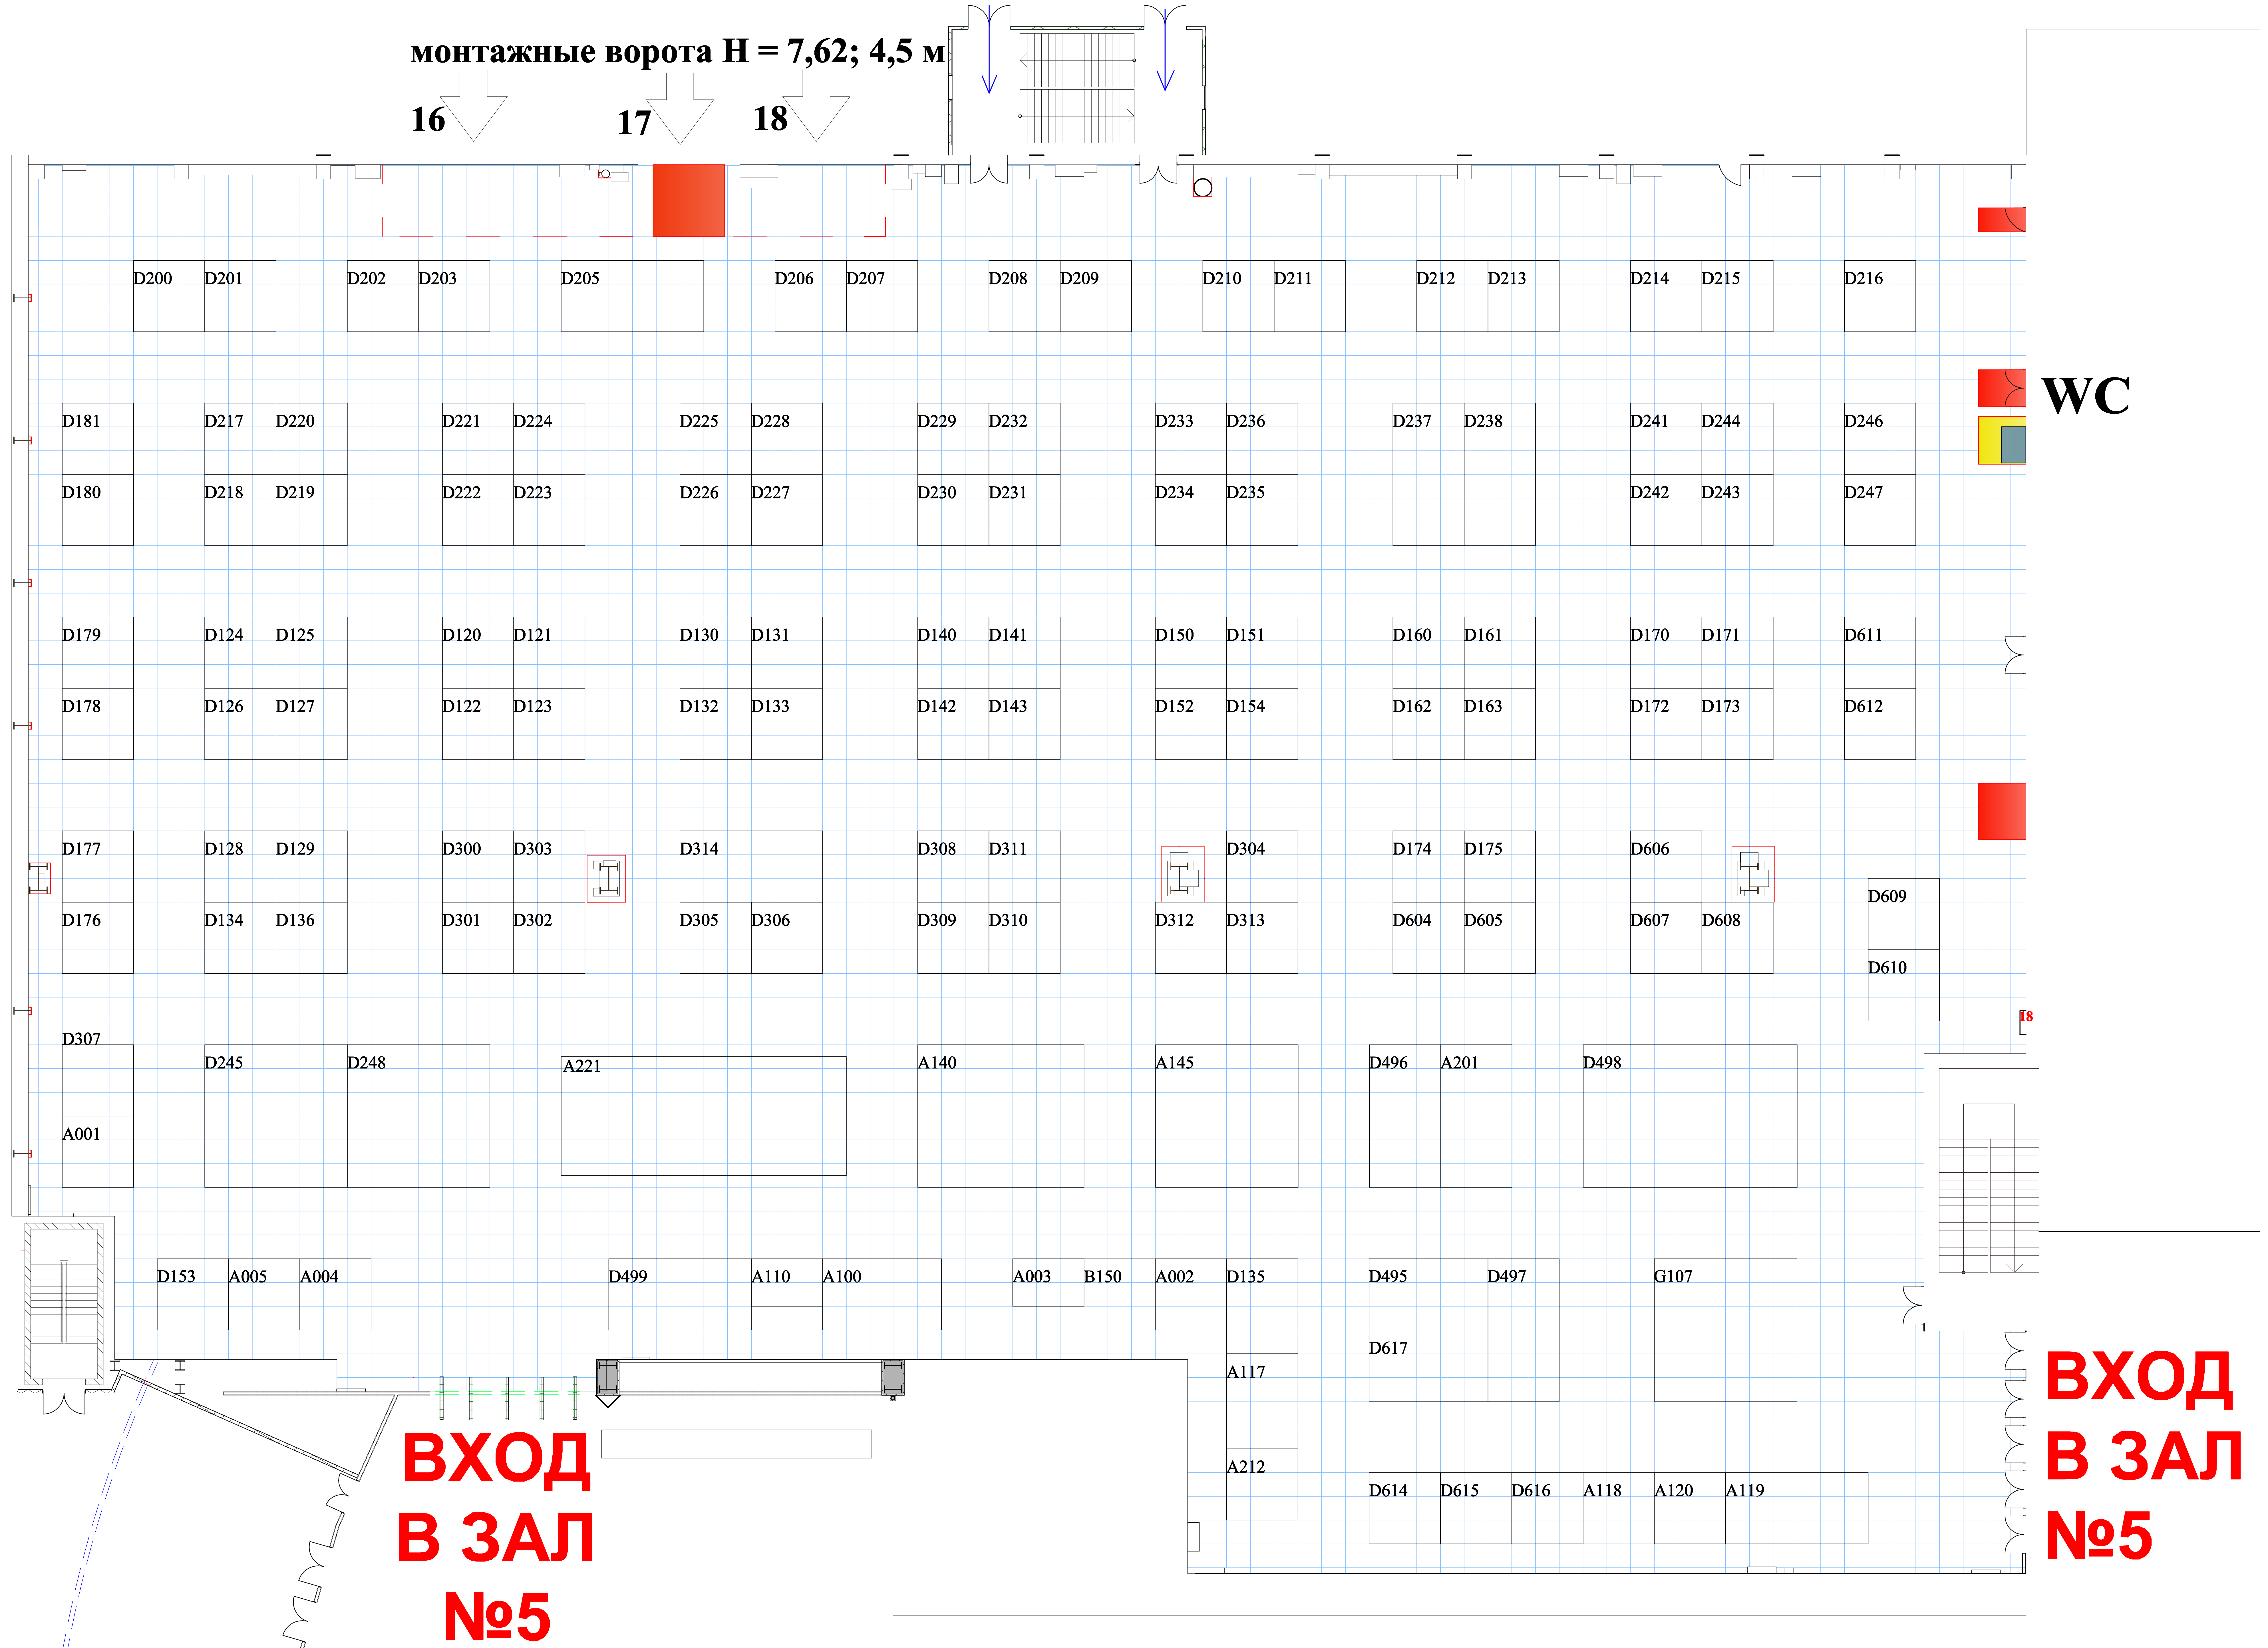 монтажные ворота H = 7,62; 4,5 м
16 17 18
D200 D201 D202 D203 D205 D206 D207 D208 D209 D210 D211 D212 D213 D214 D215 D216
WC
D181 D217 D220 D221 D224 D225 D228 D229 D232 D233 D236 D237 D238 D241 D244 D246
D180 D218 D219 D222 D223 D226 D227 D230 D231 D234 D235 D242 D243 D247
D179 D124 D125 D120 D121 D130 D131 D140 D141 D150 D151 D160 D161 D170 D171 D611
D178 D126 D127 D122 D123 D132 D133 D142 D143 D152 D154 D162 D163 D172 D173 D612
D177 D128 D129 D300 D303 D314 D308 D311 D304 D174 D175 D606
D609
D176 D134 D136 D301 D302 D305 D306 D309 D310 D312 D313 D604 D605 D607 D608
D610
D307
D245 D248 A221 A140 A145 D496 A201 D498
A001
D153 A005 A004 D499 A110 A100 A003 B150 A002 D135 D495 D497 G107
D617
A117
A212
D614 D615 D616 A118 A120 A119
ВХОД
В ЗАЛ
№5
ВХОД
В ЗАЛ
№5